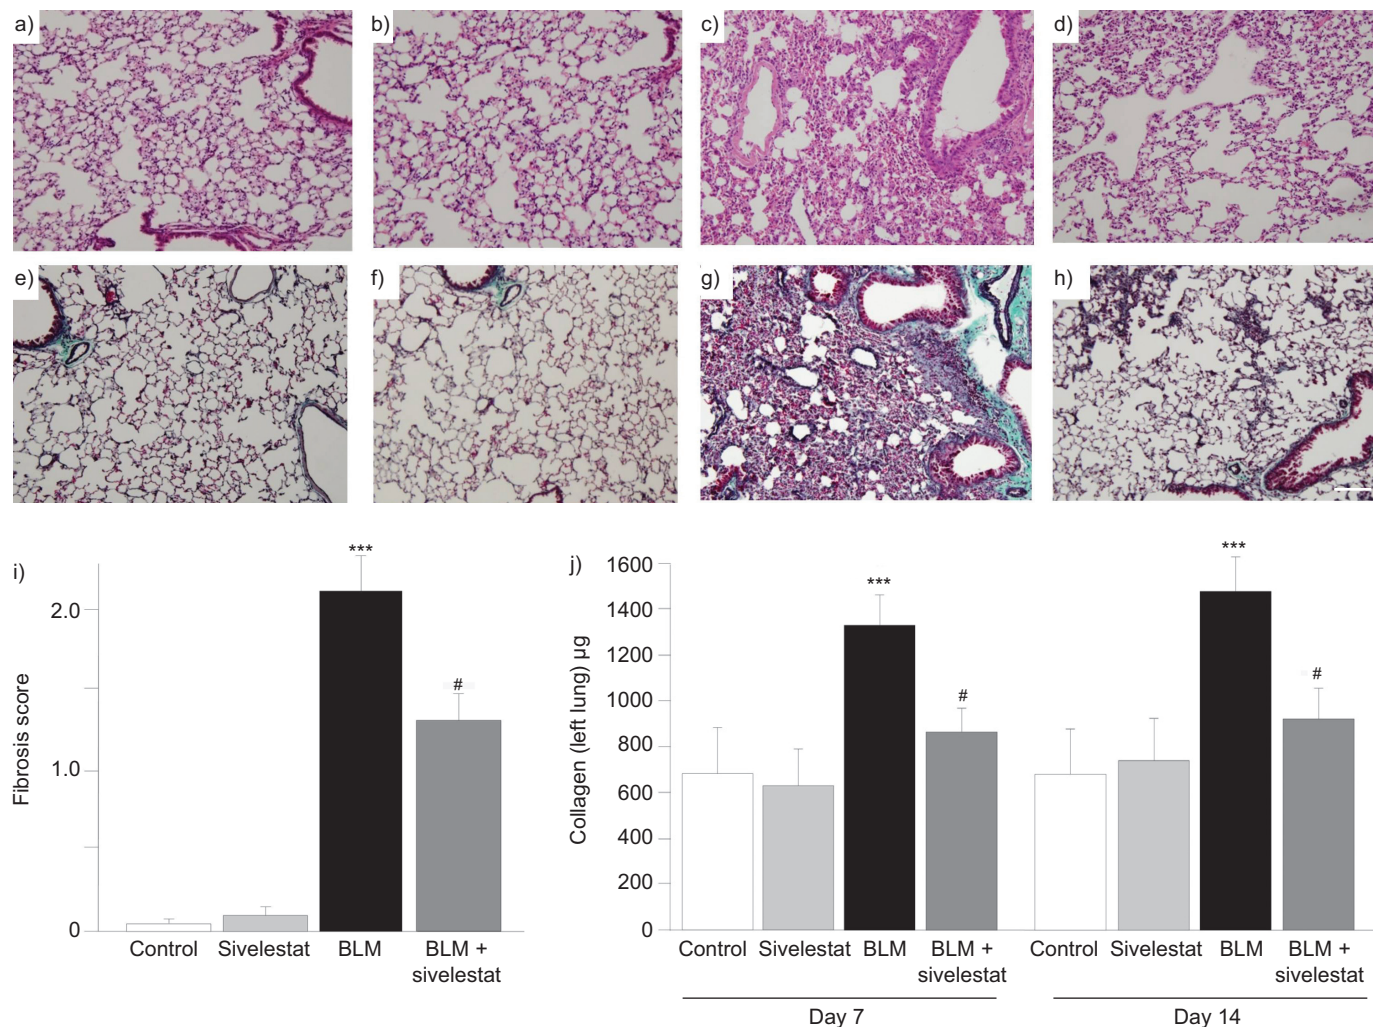 a)
b)
c)
d)
e)
f)
g)
h)
i)
Fibrosis score
2.0
1.0
0
***
#
Control
Sivelestat
BLM
BLM +
sivelestat
j)
Collagen (left lung) µg
1600
1400
1200
1000
800
600
400
200
0
***
#
***
#
Control
Sivelestat
BLM
BLM +
sivelestat
Control
Sivelestat
BLM
BLM +
sivelestat
Day 7
Day 14